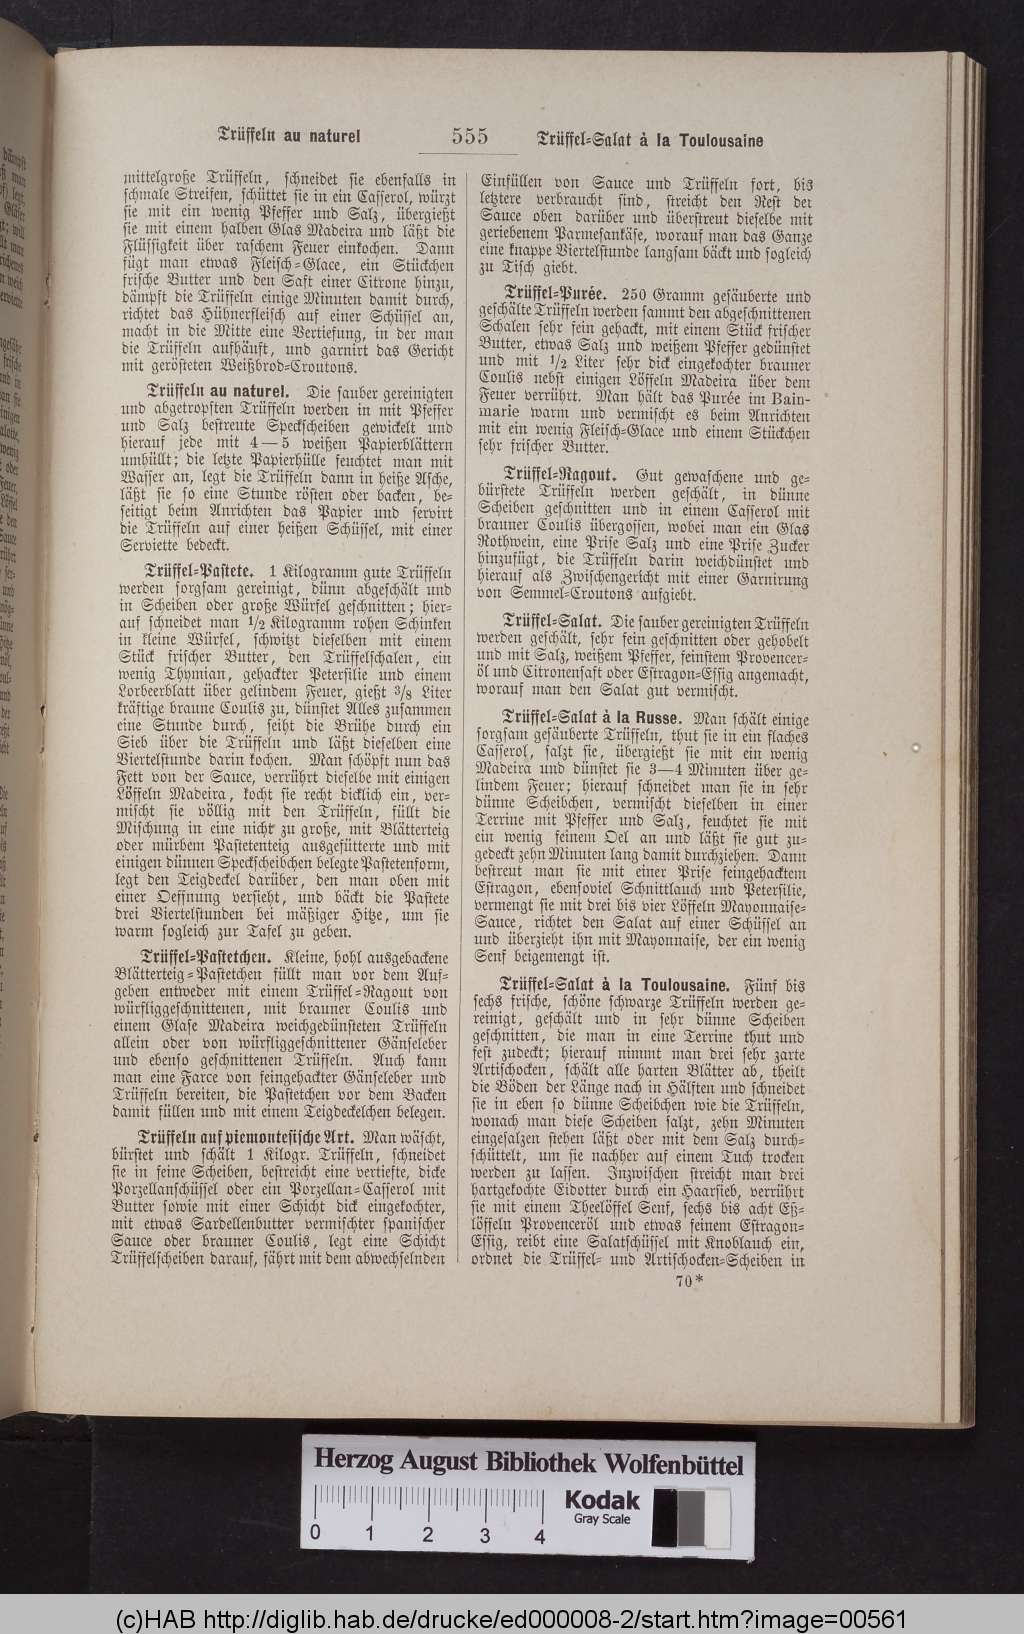 Trüffeln au naturel 555 Trüffel-Salat à la Toulousaine
mittelgroße Trüffeln, schneidet sie ebenfalls in
schmale Streifen, schüttet sie in ein Casserol, würzt
sie mit ein wenig Pfeffer und Salz, übergießt
sie mit einem halben Glas Madeira und läßt die
Flüssigkeit über raschem Feuer einkochen. Dann
fügt man etwas Fleisch-Glace, ein Stückchen
frische Butter und den Saft einer Citrone hinzu,
dämpft die Trüffeln einige Minuten damit durch,
richtet das Hühnerfleisch auf einer Schüssel an,
macht in die Mitte eine Vertiefung, in der man
die Trüffeln aufhäuft, und garnirt das Gericht
mit gerösteten Weißbrod-Croutons.
Trüffeln au naturel. Die sauber gereinigten
und abgetropften Trüffeln werden in mit Pfeffer
und Salz bestreute Speckscheiben gewickelt und
hierauf jede mit 4—5 weißen Papierblättern
umhüllt; die letzte Papierhülle feuchtet man mit
Wasser an, legt die Trüffeln dann in heiße Asche,
läßt sie so eine Stunde rösten oder backen, be-
seitigt beim Anrichten das Papier und servirt
die Trüffeln auf einer heißen Schüssel, mit einer
Serviette bedeckt.
Trüffel-Pastete. 1 Kilogramm gute Trüffeln
werden sorgsam gereinigt, dünn abgeschält und
in Scheiben oder große Würfel geschnitten; hier-
auf schneidet man 1/2 Kilogramm rohen Schinken
in kleine Würfel, schwitzt dieselben mit einem
Stück frischer Butter, den Trüffelschalen, ein
wenig Thymian, gehackter Petersilie und einem
Lorbeerblatt über gelindem Feuer, gießt 3/8 Liter
kräftige braune Coulis zu, dünstet Alles zusammen
eine Stunde durch, seiht die Brühe durch ein
Sieb über die Trüffeln und läßt dieselben eine
Viertelstunde darin kochen. Man schöpft nun das
Fett von der Sauce, verrührt dieselbe mit einigen
Löffeln Madeira, kocht sie recht dicklich ein, ver-
mischt sie völlig mit den Trüffeln, füllt die
Mischung in eine nicht zu große, mit Blätterteig
oder mürbem Pastetenteig ausgefütterte und mit
einigen dünnen Speckscheibchen belegte Pastetenform,
legt den Teigdeckel darüber, den man oben mit
einer Oeffnung versieht, und bäckt die Pastete
drei Viertelstunden bei mäßiger Hitze, um sie
warm sogleich zur Tafel zu geben.
Trüffel-Pastetchen. Kleine, hohl ausgebackene
Blätterteig-Pastetchen füllt man vor dem Auf-
geben entweder mit einem Trüffel-Ragout von
würfliggeschnittenen, mit brauner Coulis und
einem Glase Madeira weichgedünsteten Trüffeln
allein oder von würfliggeschnittener Gänseleber
und ebenso geschnittenen Trüffeln. Auch kann
man eine Farce von feingehackter Gänseleber und
Trüffeln bereiten, die Pastetchen vor dem Backen
damit füllen und mit einem Teigdeckelchen belegen.
Trüffeln auf piemontesische Art. Man wäscht,
bürstet und schält 1 Kilogr. Trüffeln, schneidet
sie in feine Scheiben, bestreicht eine vertiefte, dicke
Porzellanschüssel oder ein Porzellan-Casserol mit
Butter sowie mit einer Schicht dick eingekochter,
mit etwas Sardellenbutter vermischter spanischer
Sauce oder brauner Coulis, legt eine Schicht
Trüffelscheiben darauf, fährt mit dem abwechselnden
Einfüllen von Sauce und Trüffeln fort, bis
letztere verbraucht sind, streicht den Rest der
Sauce oben darüber und überstreut dieselbe mit
geriebenem Parmesankäse, worauf man das Ganze
eine knappe Viertelstunde langsam bäckt und sogleich
zu Tisch giebt.
Trüffel-Purée. 250 Gramm gesäuberte und
geschälte Trüffeln werden sammt den abgeschnittenen
Schalen sehr fein gehackt, mit einem Stück frischer
Butter, etwas Salz und weißem Pfeffer gedünstet
und mit 1/2 Liter sehr dick eingekochter brauner
Coulis nebst einigen Löffeln Madeira über dem
Feuer verrührt. Man hält das Purée im Bain-
marie warm und vermischt es beim Anrichten
mit ein wenig Fleisch-Glace und einem Stückchen
sehr frischer Butter.
Trüffel-Ragout. Gut gewaschene und ge-
bürstete Trüffeln werden geschält, in dünne
Scheiben geschnitten und in einem Casserol mit
brauner Coulis übergossen, wobei man ein Glas
Rothwein, eine Prise Salz und eine Prise Zucker
hinzufügt, die Trüffeln darin weichdünstet und
hierauf als Zwischengericht mit einer Garnirung
von Semmel-Croutons aufgiebt.
Trüffel-Salat. Die sauber gereinigten Trüffeln
werden geschält, sehr fein geschnitten oder gehobelt
und mit Salz, weißem Pfeffer, feinstem Provencer-
öl und Citronensaft oder Estragon-Essig angemacht,
worauf man den Salat gut vermischt.
Trüffel-Salat à la Russe. Man schält einige
sorgsam gesäuberte Trüffeln, thut sie in ein flaches
Casserol, salzt sie, übergießt sie mit ein wenig
Madeira und dünstet sie 3—4 Minuten über ge-
lindem Feuer; hierauf schneidet man sie in sehr
dünne Scheibchen, vermischt dieselben in einer
Terrine mit Pfeffer und Salz, feuchtet sie mit
ein wenig feinem Oel an und läßt sie gut zu-
gedeckt zehn Minuten lang damit durchziehen. Dann
bestreut man sie mit einer Prise feingehacktem
Estragon, ebensoviel Schnittlauch und Petersilie,
vermengt sie mit drei bis vier Löffeln Mayonnaise-
Sauce, richtet den Salat auf einer Schüssel an
und überzieht ihn mit Mayonnaise, der ein wenig
Senf beigemengt ist.
Trüffel-Salat à la Toulousaine. Fünf bis
sechs frische, schöne schwarze Trüffeln werden ge-
reinigt, geschält und in sehr dünne Scheiben
geschnitten, die man in eine Terrine thut und
fest zudeckt; hierauf nimmt man drei sehr zarte
Artischocken, schält alle harten Blätter ab, theilt
die Böden der Länge nach in Hälften und schneidet
sie in eben so dünne Scheibchen wie die Trüffeln,
wonach man diese Scheiben salzt, zehn Minuten
eingesalzen stehen läßt oder mit dem Salz durch-
schüttelt, um sie nachher auf einem Tuch trocken
werden zu lassen. Inzwischen streicht man drei
hartgekochte Eidotter durch ein Haarsieb, verrührt
sie mit einem Theelöffel Senf, sechs bis acht Eß-
löffeln Provenceröl und etwas feinem Estragon-
Essig, reibt eine Salatschüssel mit Knoblauch ein,
ordnet die Trüffel- und Artischocken-Scheiben in
70*
Herzog August Bibliothek Wolfenbüttel
Kodak
Gray Scale
0 1 2 3 4
(c)HAB http://diglib.hab.de/drucke/ed000008-2/start.htm?image=00561